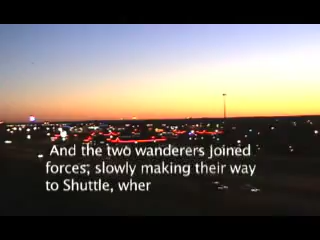 And the two wanderers joined
forces; slowly making their way
to Shuttle, wher